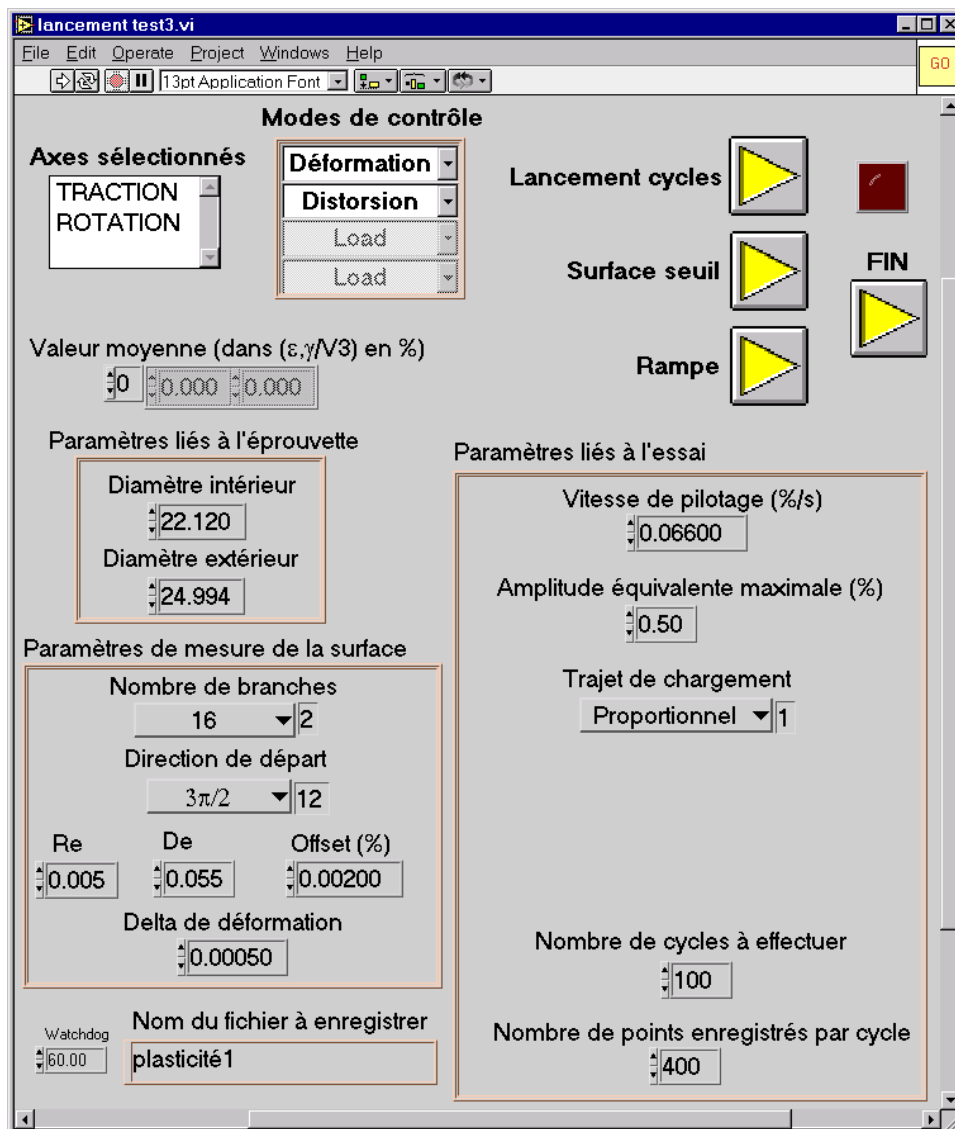 lancement test3.vi
File Edit Operate Project Windows Help
GO
13pt Application Font
Modes de contrôle
Axes sélectionnés
TRACTION
ROTATION
Déformation
Distorsion
Load
Load
Lancement cycles
Surface seuil
FIN
Rampe
Valeur moyenne (dans (ε,γ/V3) en %)
0 0.000 0.000
Paramètres liés à l'éprouvette
Diamètre intérieur
22.120
Diamètre extérieur
24.994
Paramètres de mesure de la surface
Nombre de branches
16 2
Direction de départ
3π/2 12
Re De Offset (%)
0.005 0.055 0.00200
Delta de déformation
0.00050
Watchdog
60.00
Nom du fichier à enregistrer
plasticité1
Paramètres liés à l'essai
Vitesse de pilotage (%/s)
0.06600
Amplitude équivalente maximale (%)
0.50
Trajet de chargement
Proportionnel 1
Nombre de cycles à effectuer
100
Nombre de points enregistrés par cycle
400